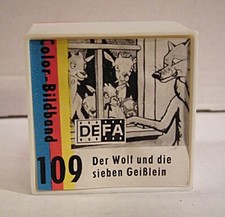 Color-Bildband
DEFA
109
Der Wolf und die
sieben Geißlein